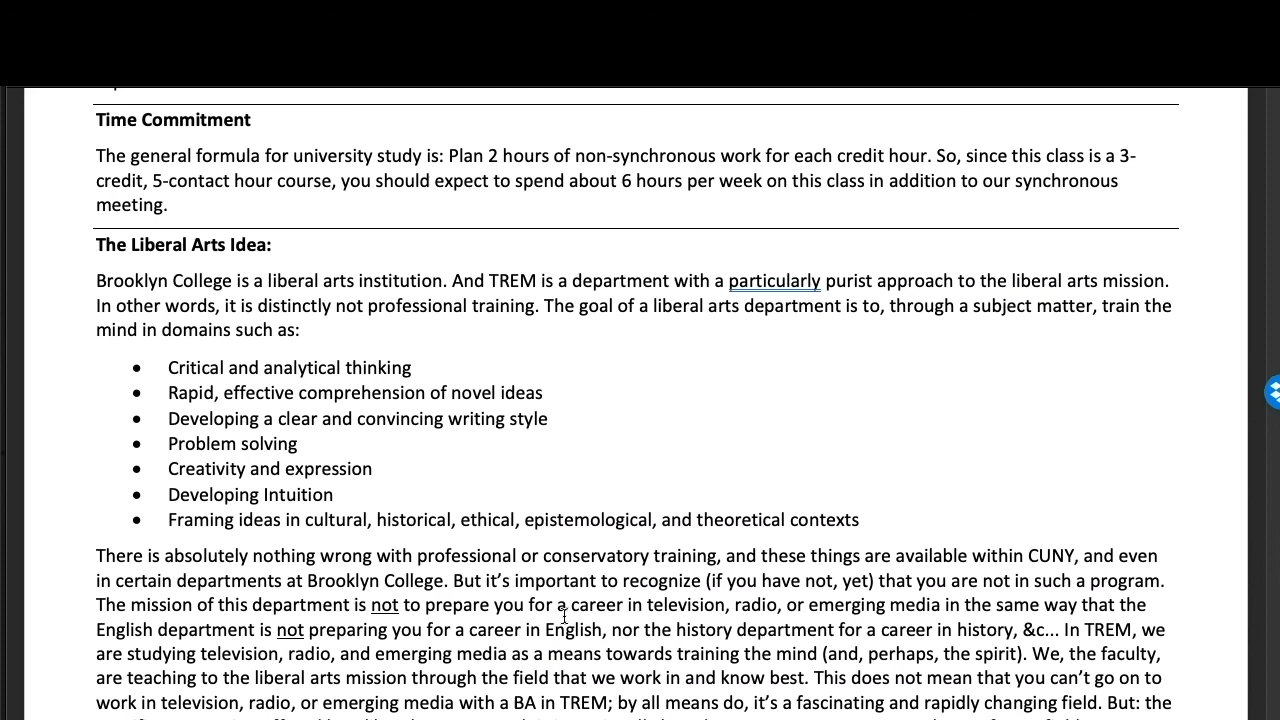 Time Commitment
The general formula for university study is: Plan 2 hours of non-synchronous work for each credit hour. So, since this class is a 3-
credit, 5-contact hour course, you should expect to spend about 6 hours per week on this class in addition to our synchronous
meeting.
The Liberal Arts Idea:
Brooklyn College is a liberal arts institution. And TREM is a department with a particularly purist approach to the liberal arts mission.
In other words, it is distinctly not professional training. The goal of a liberal arts department is to, through a subject matter, train the
mind in domains such as:
• Critical and analytical thinking
• Rapid, effective comprehension of novel ideas
• Developing a clear and convincing writing style
• Problem solving
• Creativity and expression
• Developing Intuition
• Framing ideas in cultural, historical, ethical, epistemological, and theoretical contexts
There is absolutely nothing wrong with professional or conservatory training, and these things are available within CUNY, and even
in certain departments at Brooklyn College. But it’s important to recognize (if you have not, yet) that you are not in such a program.
The mission of this department is not to prepare you for a career in television, radio, or emerging media in the same way that the
English department is not preparing you for a career in English, nor the history department for a career in history, &c... In TREM, we
are studying television, radio, and emerging media as a means towards training the mind (and, perhaps, the spirit). We, the faculty,
are teaching to the liberal arts mission through the field that we work in and know best. This does not mean that you can’t go on to
work in television, radio, or emerging media with a BA in TREM; by all means do, it’s a fascinating and rapidly changing field. But: the